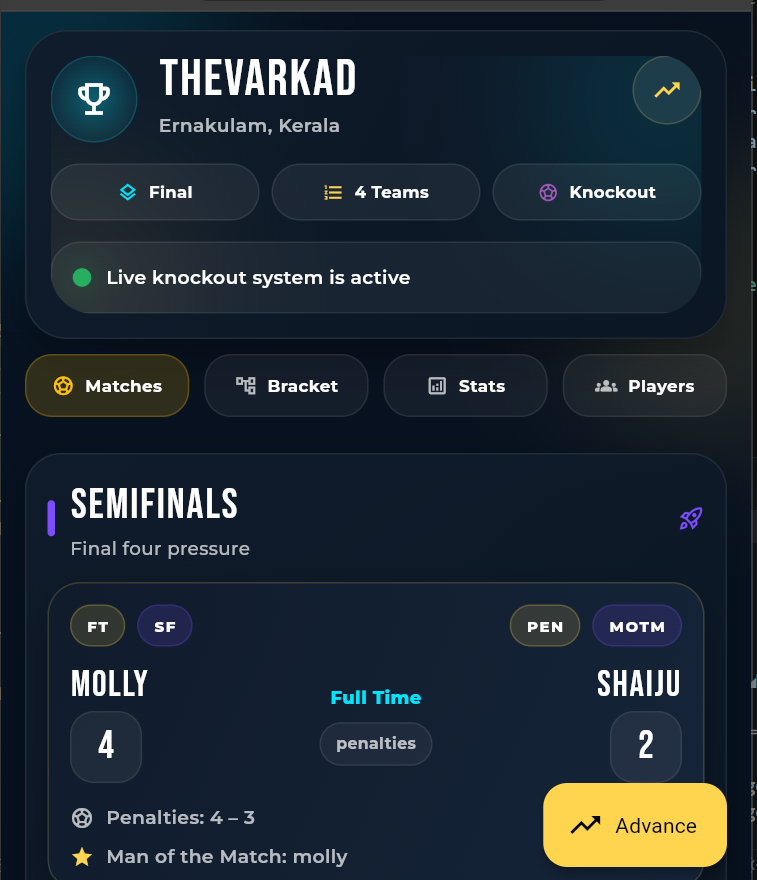 THEVARKAD
Ernakulam, Kerala
Final
4 Teams
Knockout
Live knockout system is active
Matches
Bracket
Stats
Players
SEMIFINALS
Final four pressure
FT
SF
PEN
MOTM
MOLLY
Full Time
SHAIJU
4
penalties
2
Penalties: 4 – 3
Man of the Match: molly
Advance